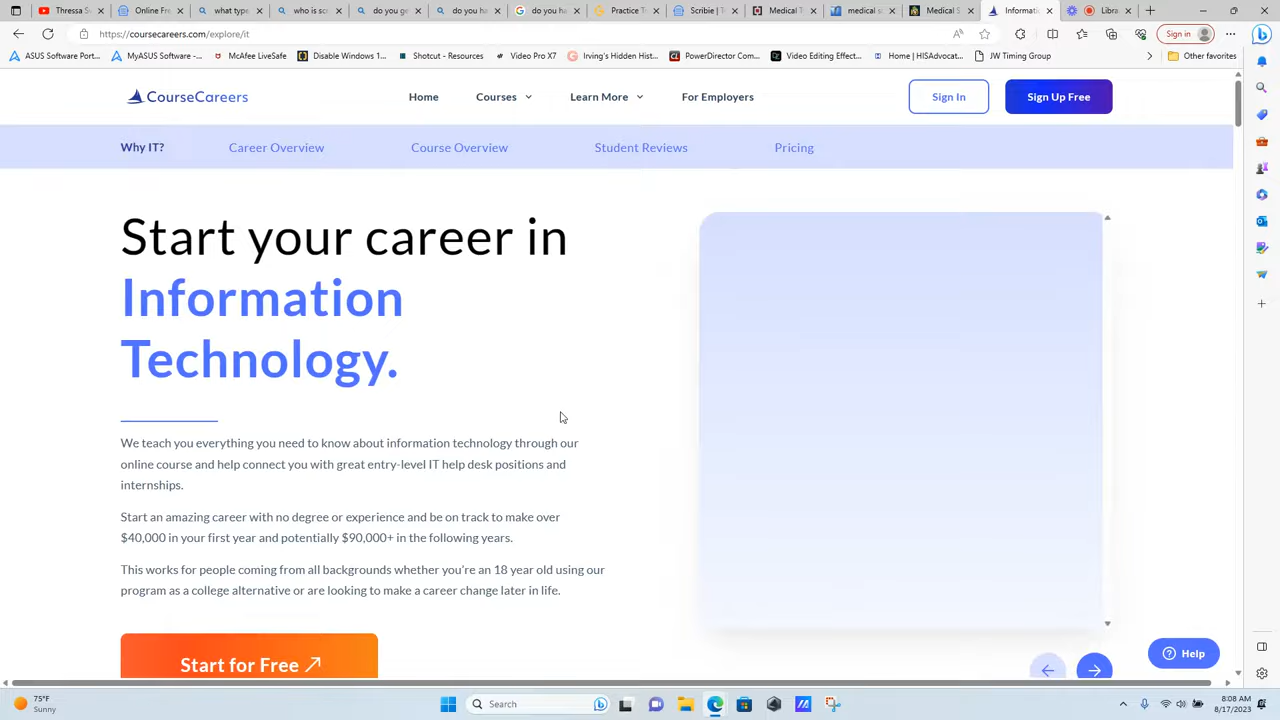 Thressa S
Online Fre
what type
who is sc
do you ge
do you ha
do you ha
Practice T
Scribie | T
Medical T
medical s
Medical S
Informati
Libra
https://coursecareers.com/explore/it
Sign in
ASUS Software Port...
MyASUS Software -...
McAfee LiveSafe
Disable Windows 1...
Shotcut - Resources
Video Pro X7
Irving's Hidden Hist...
PowerDirector Com...
Video Editing Effect...
Home | HISAdvocat...
JW Timing Group
Other favorites
CourseCareers
Home
Courses
Learn More
For Employers
Sign In
Sign Up Free
Why IT?
Career Overview
Course Overview
Student Reviews
Pricing
Start your career in
Information
Technology.
We teach you everything you need to know about information technology through our
online course and help connect you with great entry-level IT help desk positions and
internships.
Start an amazing career with no degree or experience and be on track to make over
$40,000 in your first year and potentially $90,000+ in the following years.
This works for people coming from all backgrounds whether you're an 18 year old using our
program as a college alternative or are looking to make a career change later in life.
Start for Free
Help
75°F
Sunny
Search
8:08 AM
8/17/2023